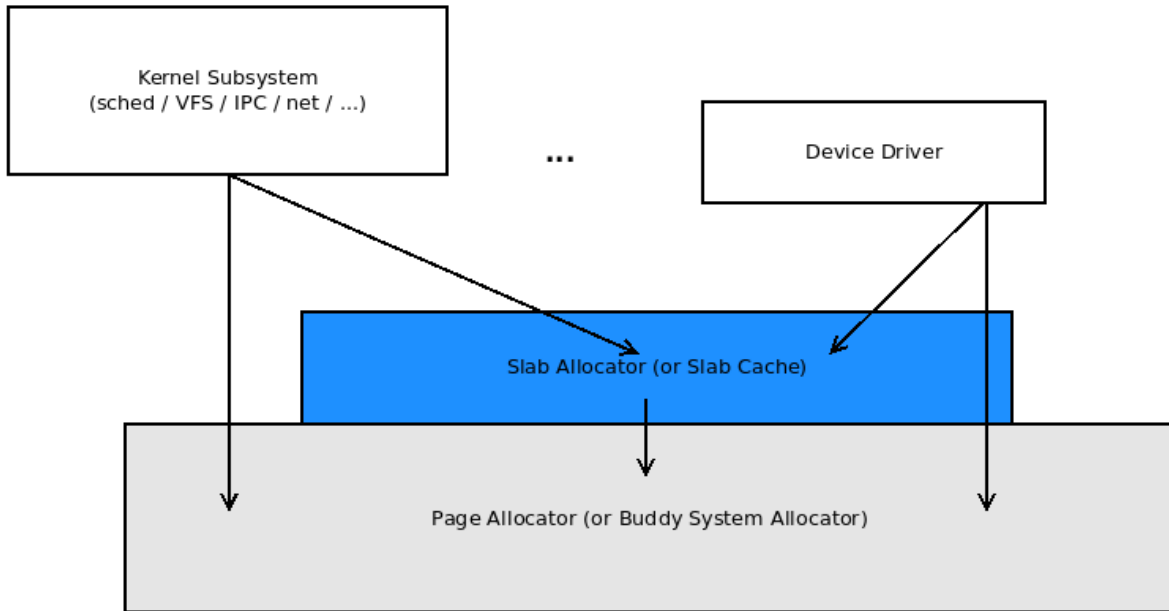 Kernel Subsystem
(sched / VFS / IPC / net / ...)
...
Device Driver
Slab Allocator (or Slab Cache)
Page Allocator (or Buddy System Allocator)